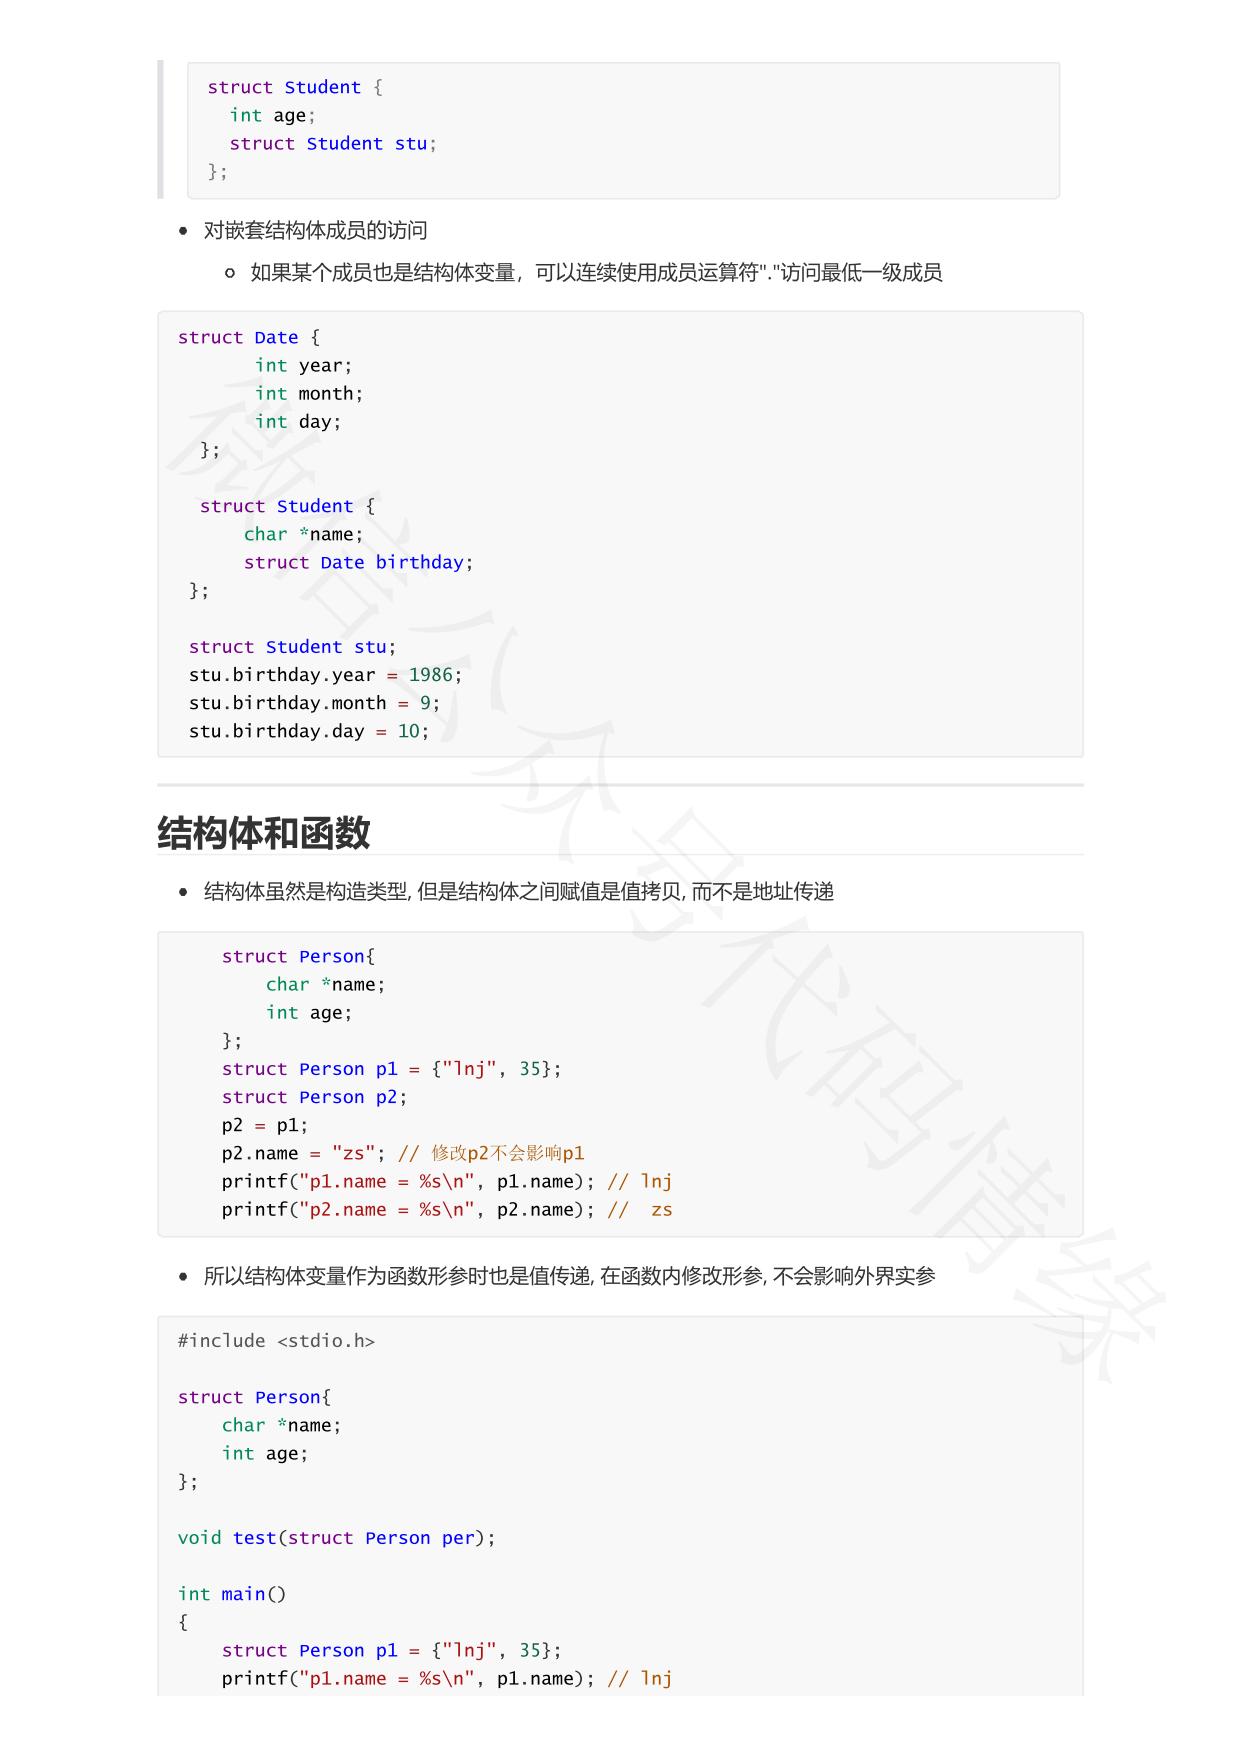 struct Student {
  int age;
  struct Student stu;
};
• 对嵌套结构体成员的访问
  ○ 如果某个成员也是结构体变量，可以连续使用成员运算符"."访问最低一级成员
struct Date {
       int year;
       int month;
       int day;
  };
  struct Student {
      char *name;
      struct Date birthday;
 };
 struct Student stu;
 stu.birthday.year = 1986;
 stu.birthday.month = 9;
 stu.birthday.day = 10;
结构体和函数
• 结构体虽然是构造类型, 但是结构体之间赋值是值拷贝, 而不是地址传递
    struct Person{
        char *name;
        int age;
    };
    struct Person p1 = {"lnj", 35};
    struct Person p2;
    p2 = p1;
    p2.name = "zs"; // 修改p2不会影响p1
    printf("p1.name = %s\n", p1.name); // lnj
    printf("p2.name = %s\n", p2.name); //  zs
• 所以结构体变量作为函数形参时也是值传递, 在函数内修改形参, 不会影响外界实参
#include <stdio.h>
struct Person{
    char *name;
    int age;
};
void test(struct Person per);
int main()
{
    struct Person p1 = {"lnj", 35};
    printf("p1.name = %s\n", p1.name); // lnj
微信公众号代码情缘